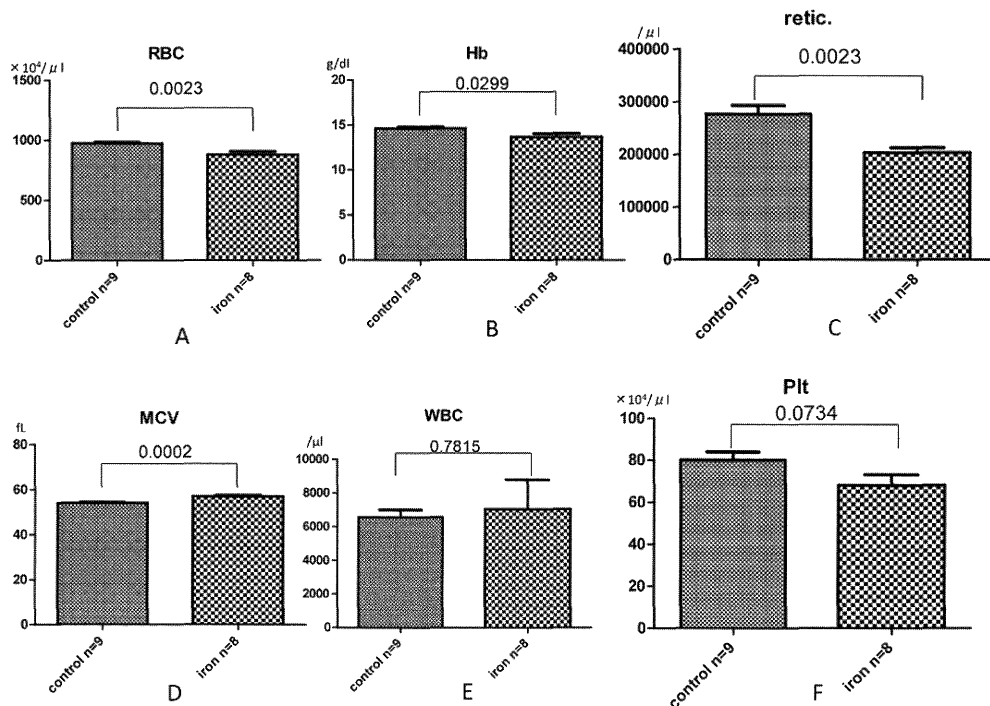 RBC
×10⁴/μl
0.0023
1500
1000
500
0
control n=9
iron n=8
A
Hb
g/dl
0.0299
20
15
10
5
0
control n=9
iron n=8
B
retic.
/μl
0.0023
400000
300000
200000
100000
0
control n=9
iron n=8
C
MCV
fL
0.0002
80
60
40
20
0
control n=9
iron n=8
D
WBC
/μl
0.7815
10000
8000
6000
4000
2000
0
control n=9
iron n=8
E
Plt
×10⁴/μl
0.0734
100
80
60
40
20
0
control n=9
iron n=8
F